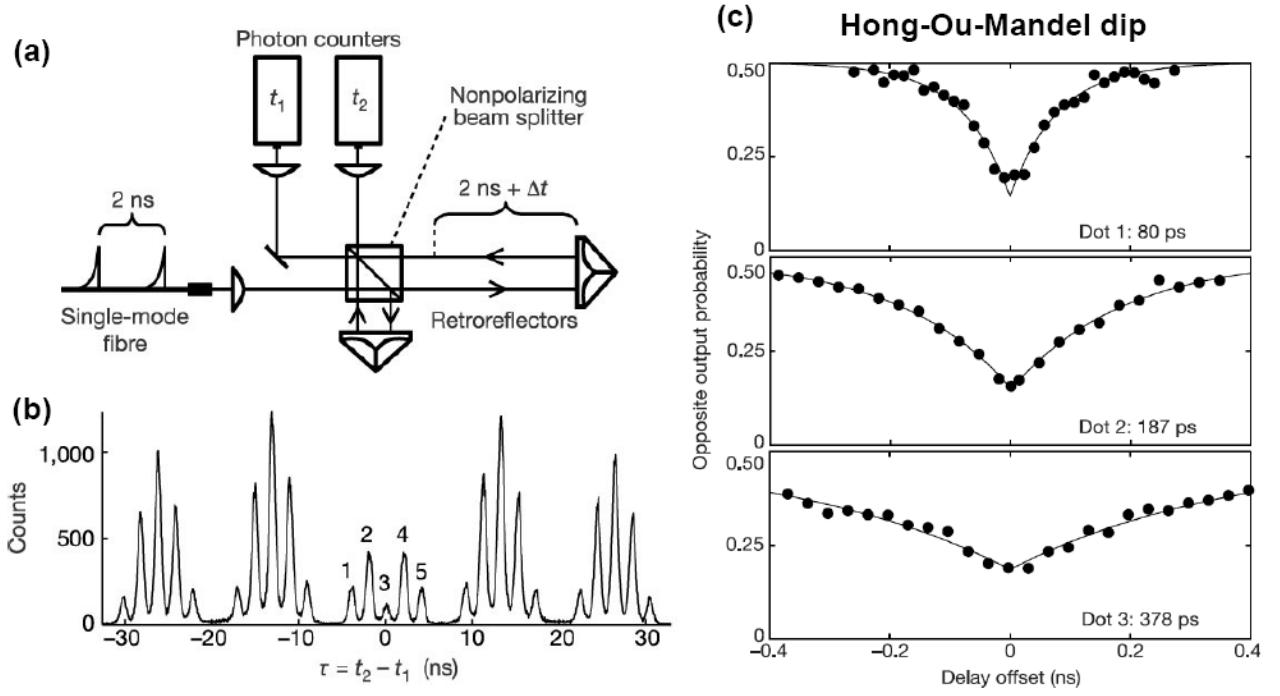 (a)
Photon counters
t1
t2
Nonpolarizing
beam splitter
2 ns
2 ns + Δt
Single-mode
fibre
Retroreflectors
(b)
Counts
1,000
500
0
1
2
3
4
5
−30
−20
−10
0
10
20
30
τ = t2 − t1 (ns)
(c)
Hong-Ou-Mandel dip
Opposite output probability
0.50
0.25
0
Dot 1: 80 ps
0.50
0.25
0
Dot 2: 187 ps
0.50
0.25
0
Dot 3: 378 ps
−0.4
−0.2
0
0.2
0.4
Delay offset (ns)